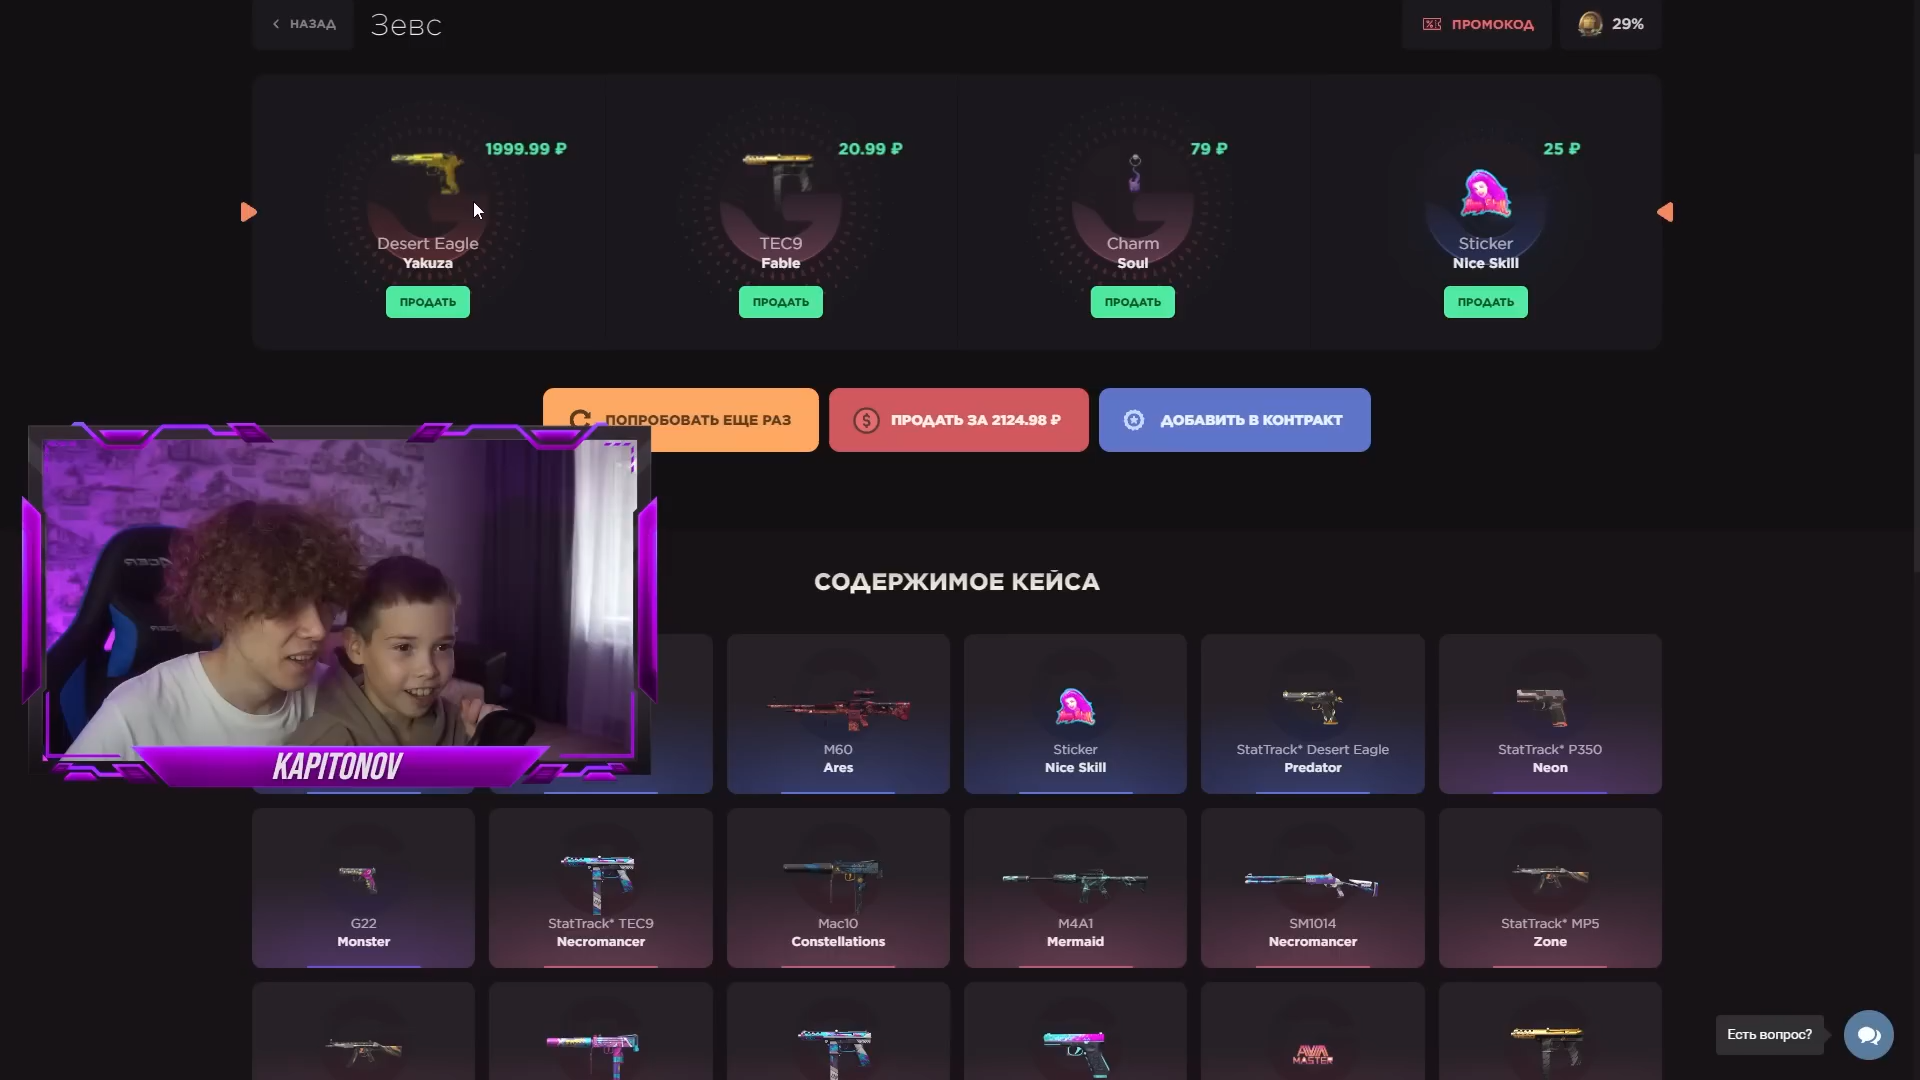 НАЗАД
Зевс
ПРОМОКОД
29%
1999.99 ₽
20.99 ₽
79 ₽
25 ₽
Desert Eagle
Yakuza
TEC9
Fable
Charm
Soul
Sticker
Nice Skill
ПРОДАТЬ
ПРОДАТЬ
ПРОДАТЬ
ПРОДАТЬ
ПОПРОБОВАТЬ ЕЩЕ РАЗ
ПРОДАТЬ ЗА 2124.98 ₽
ДОБАВИТЬ В КОНТРАКТ
СОДЕРЖИМОЕ КЕЙСА
M60
Ares
Sticker
Nice Skill
StatTrack* Desert Eagle
Predator
StatTrack* P350
Neon
KAPITONOV
G22
Monster
StatTrack* TEC9
Necromancer
Mac10
Constellations
M4A1
Mermaid
SM1014
Necromancer
StatTrack* MP5
Zone
AVA
MASTER
Есть вопрос?